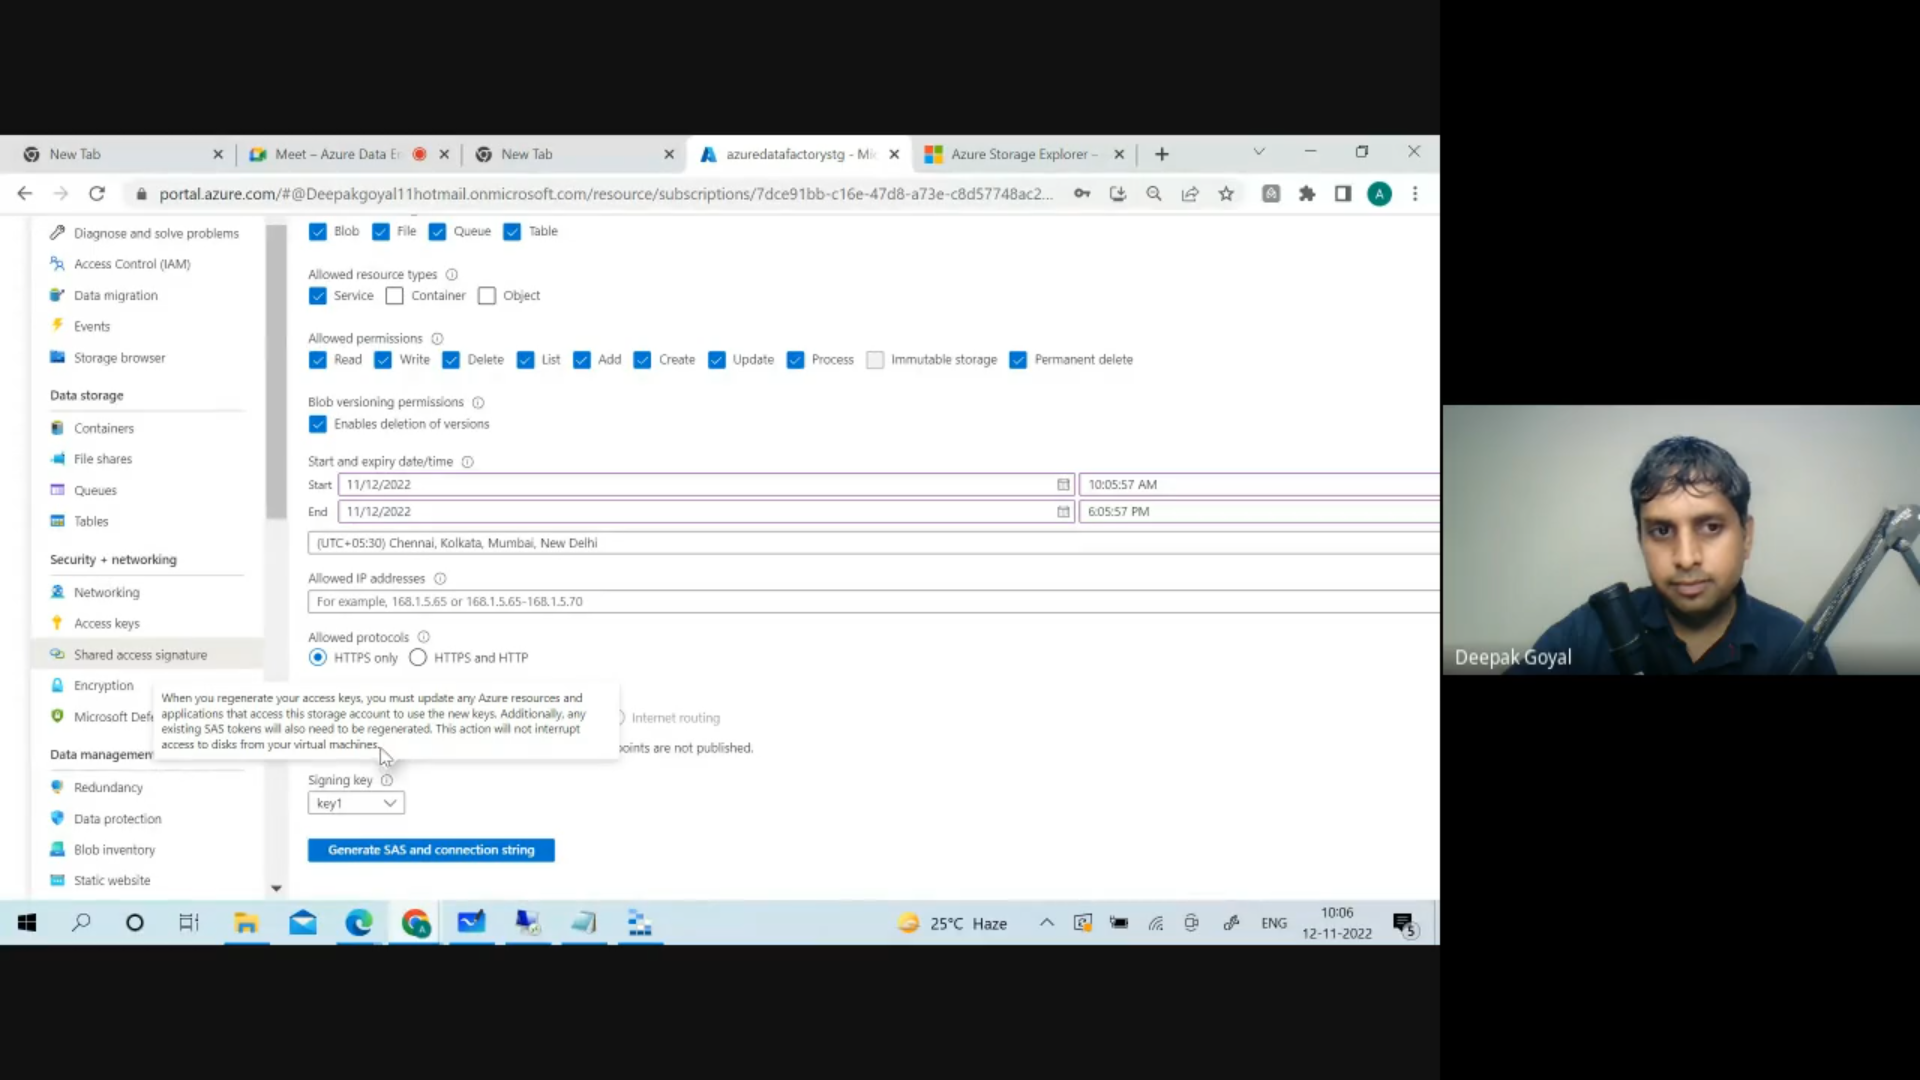 New Tab
Meet – Azure Data E
New Tab
azuredatafactorystg - Mi
Azure Storage Explorer –
portal.azure.com/#@Deepakgoyal11hotmail.onmicrosoft.com/resource/subscriptions/7dce91bb-c16e-47d8-a73e-c8d57748ac2...
A
Diagnose and solve problems
Access Control (IAM)
Data migration
Events
Storage browser
Data storage
Containers
File shares
Queues
Tables
Security + networking
Networking
Access keys
Shared access signature
Encryption
Microsoft Defe
Data management
Redundancy
Data protection
Blob inventory
Static website
Blob File Queue Table
Allowed resource types
Service Container Object
Allowed permissions
Read Write Delete List Add Create Update Process Immutable storage Permanent delete
Blob versioning permissions
Enables deletion of versions
Start and expiry date/time
Start 11/12/2022 10:05:57 AM
End 11/12/2022 6:05:57 PM
(UTC+05:30) Chennai, Kolkata, Mumbai, New Delhi
Allowed IP addresses
For example, 168.1.5.65 or 168.1.5.65-168.1.5.70
Allowed protocols
HTTPS only HTTPS and HTTP
When you regenerate your access keys, you must update any Azure resources and
applications that access this storage account to use the new keys. Additionally, any
existing SAS tokens will also need to be regenerated. This action will not interrupt
access to disks from your virtual machines.
Internet routing
points are not published.
Signing key
key1
Generate SAS and connection string
25°C Haze
ENG
10:06
12-11-2022
5
Deepak Goyal